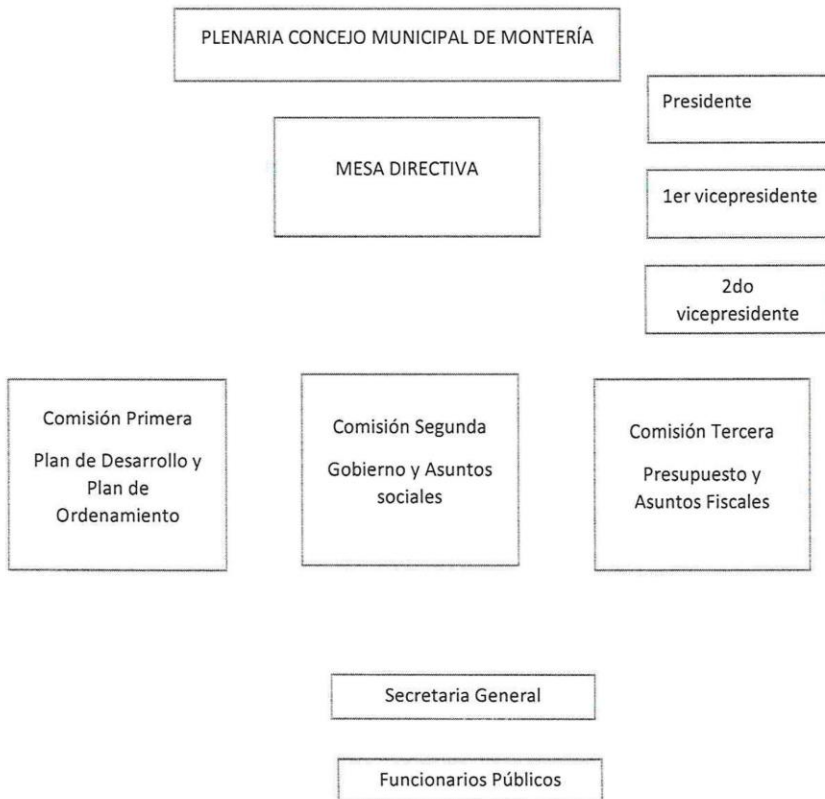 PLENARIA CONCEJO MUNICIPAL DE MONTERÍA
Presidente
MESA DIRECTIVA
1er vicepresidente
2do
vicepresidente
Comisión Primera
Plan de Desarrollo y
Plan de
Ordenamiento
Comisión Segunda
Gobierno y Asuntos
sociales
Comisión Tercera
Presupuesto y
Asuntos Fiscales
Secretaria General
Funcionarios Públicos